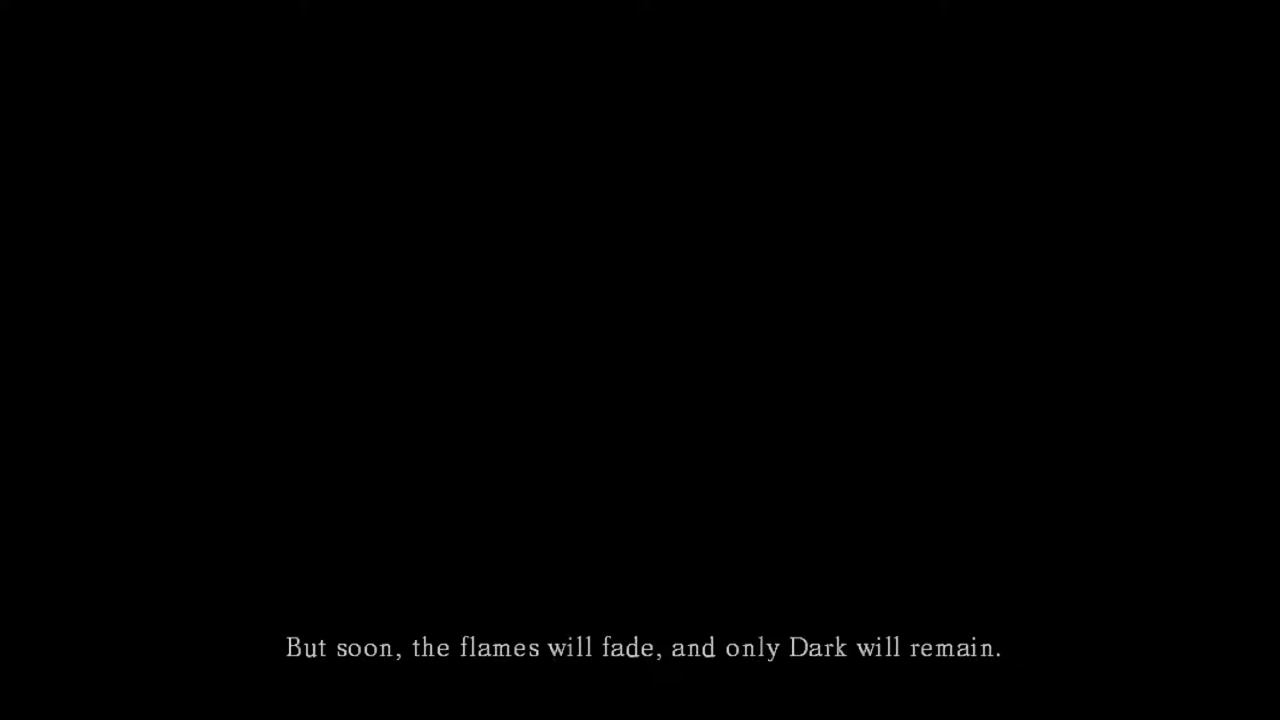 But soon, the flames will fade, and only Dark will remain.